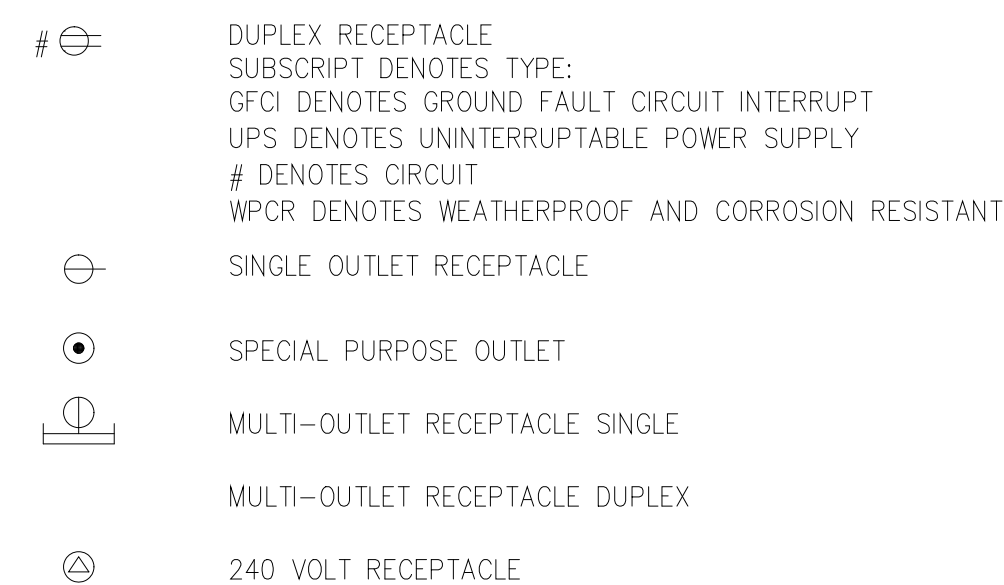 # DUPLEX RECEPTACLE
SUBSCRIPT DENOTES TYPE:
GFCI DENOTES GROUND FAULT CIRCUIT INTERRUPT
UPS DENOTES UNINTERRUPTABLE POWER SUPPLY
# DENOTES CIRCUIT
WPCR DENOTES WEATHERPROOF AND CORROSION RESISTANT
SINGLE OUTLET RECEPTACLE
SPECIAL PURPOSE OUTLET
MULTI-OUTLET RECEPTACLE SINGLE
MULTI-OUTLET RECEPTACLE DUPLEX
240 VOLT RECEPTACLE